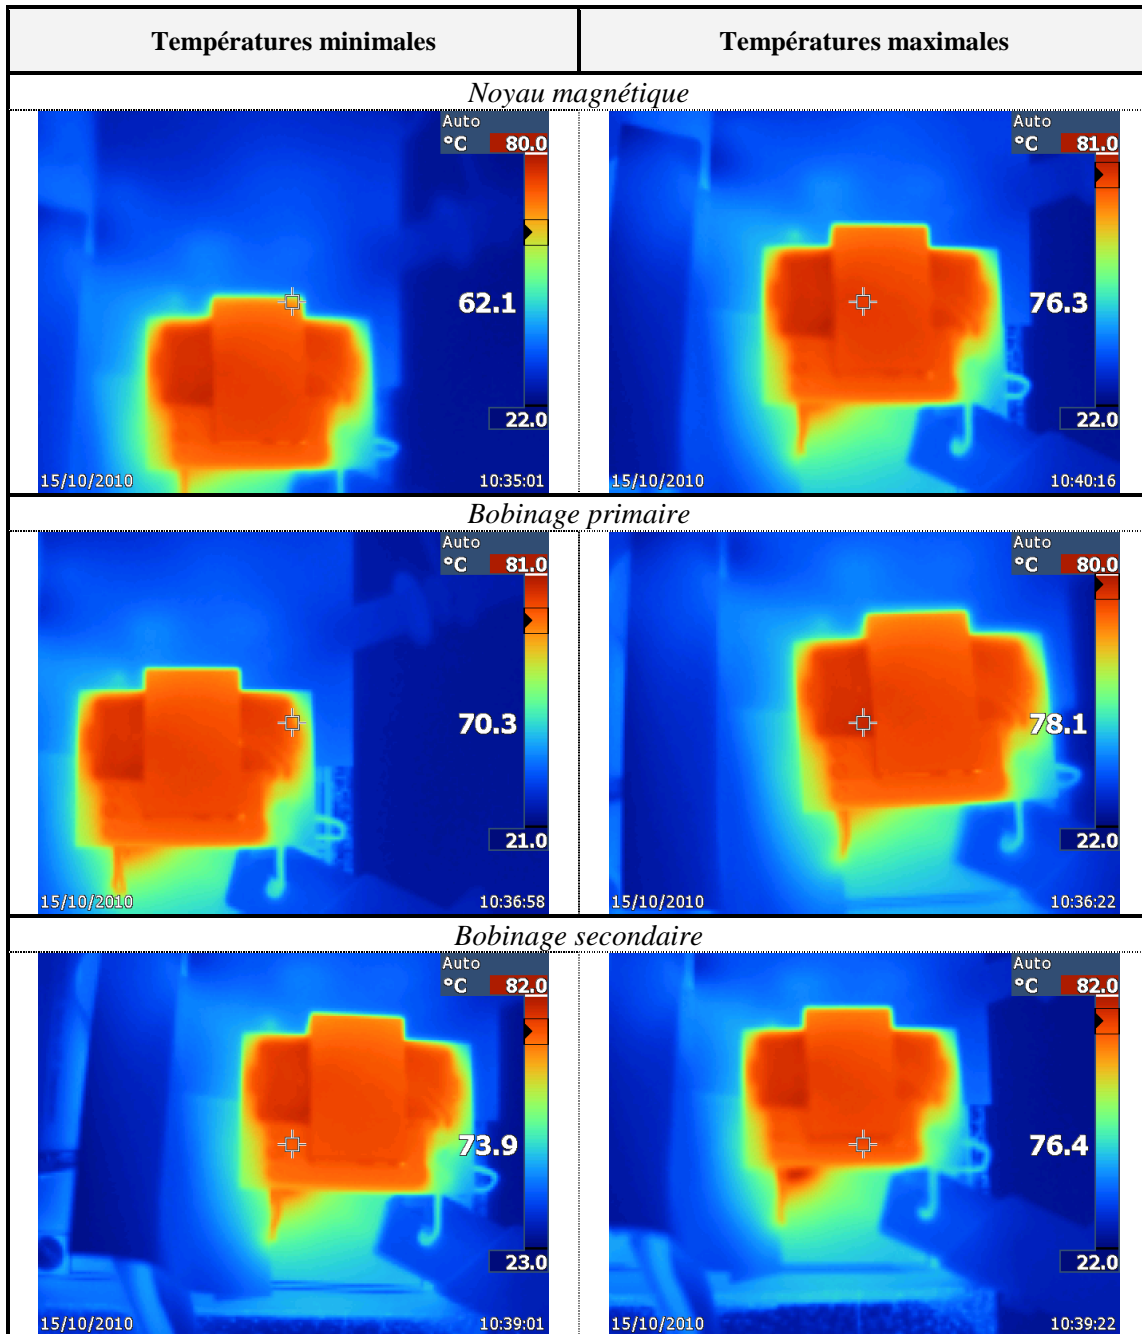 Températures minimales
Températures maximales
Noyau magnétique
Auto
°C 80.0
62.1
22.0
15/10/2010 10:35:01
Auto
°C 81.0
76.3
22.0
15/10/2010 10:40:16
Bobinage primaire
Auto
°C 81.0
70.3
21.0
15/10/2010 10:36:58
Auto
°C 80.0
78.1
22.0
15/10/2010 10:36:22
Bobinage secondaire
Auto
°C 82.0
73.9
23.0
15/10/2010 10:39:01
Auto
°C 82.0
76.4
22.0
15/10/2010 10:39:22